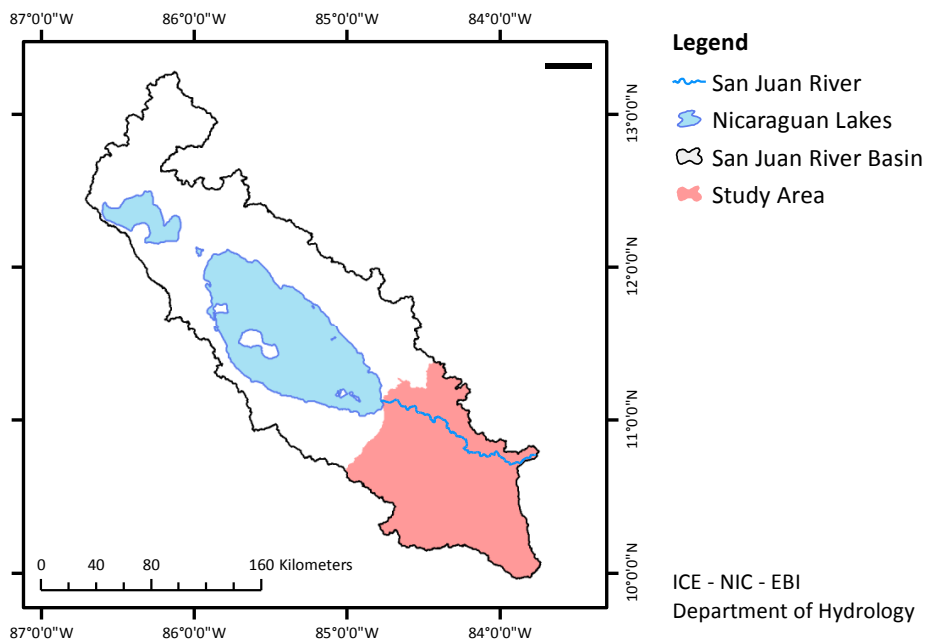 87°0'0"W 86°0'0"W 85°0'0"W 84°0'0"W
Legend
San Juan River
Nicaraguan Lakes
San Juan River Basin
Study Area
13°0'0"N
12°0'0"N
11°0'0"N
10°0'0"N
0 40 80 160 Kilometers
ICE - NIC - EBI
Department of Hydrology
87°0'0"W 86°0'0"W 85°0'0"W 84°0'0"W